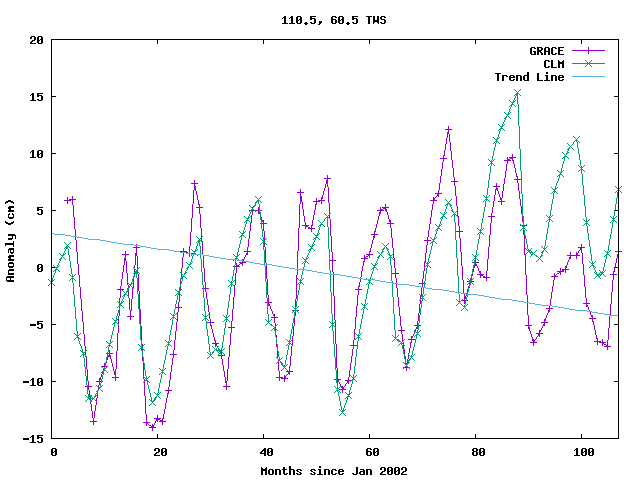 110.5, 60.5 TWS
GRACE
CLM
Trend Line
Anomaly (cm)
20
15
10
5
0
-5
-10
-15
0 20 40 60 80 100
Months since Jan 2002